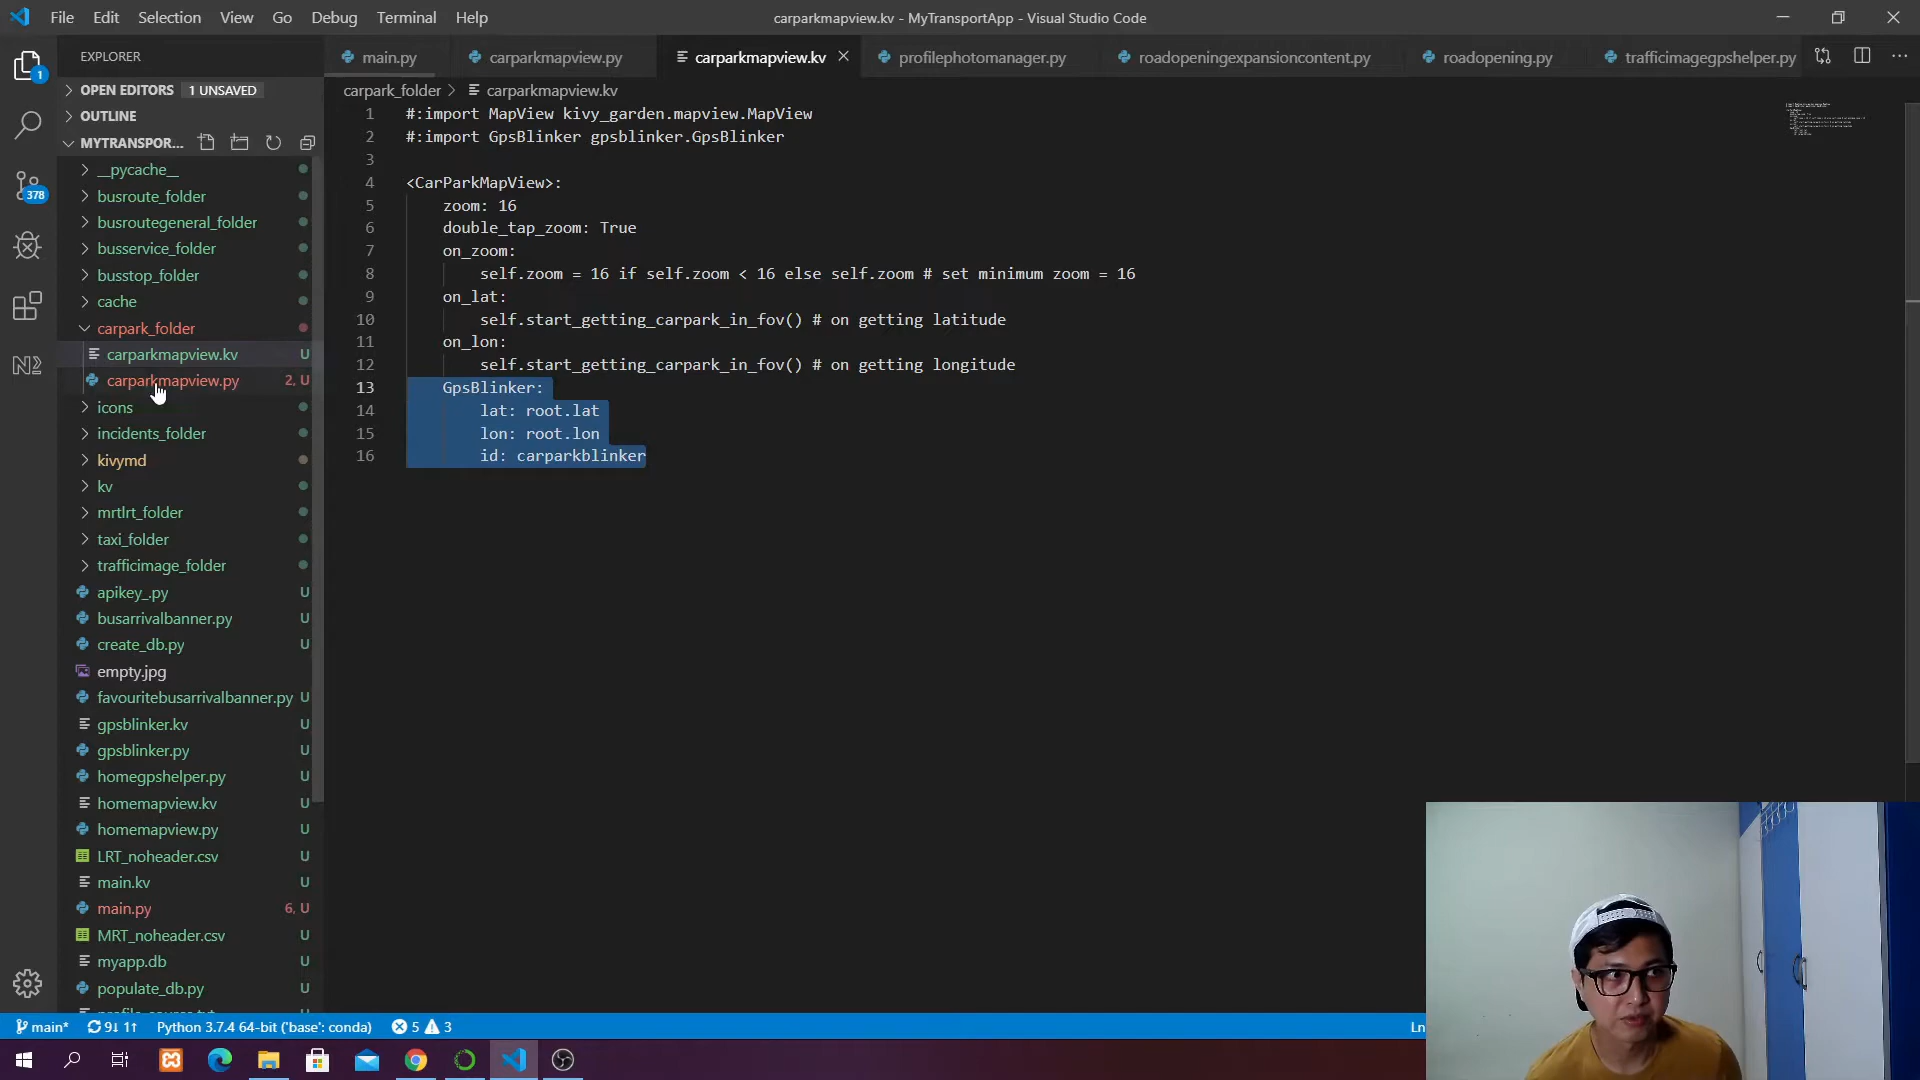 File Edit Selection View Go Debug Terminal Help
carparkmapview.kv - MyTransportApp - Visual Studio Code
EXPLORER
main.py
carparkmapview.py
carparkmapview.kv
profilephotomanager.py
roadopeningexpansioncontent.py
roadopening.py
trafficimagegpshelper.py
1
OPEN EDITORS 1 UNSAVED
OUTLINE
MYTRANSPOR...
__pycache__
busroute_folder
busroutegeneral_folder
busservice_folder
busstop_folder
cache
carpark_folder
carparkmapview.kv U
carparkmapview.py 2, U
icons
incidents_folder
kivymd
kv
mrtlrt_folder
taxi_folder
trafficimage_folder
apikey_.py U
busarrivalbanner.py U
create_db.py U
empty.jpg
favouritebusarrivalbanner.py U
gpsblinker.kv U
gpsblinker.py U
homegpshelper.py U
homemapview.kv U
homemapview.py U
LRT_noheader.csv U
main.kv U
main.py 6, U
MRT_noheader.csv U
myapp.db U
populate_db.py U
378
carpark_folder > carparkmapview.kv
1 #:import MapView kivy_garden.mapview.MapView
2 #:import GpsBlinker gpsblinker.GpsBlinker
3
4 <CarParkMapView>:
5 zoom: 16
6 double_tap_zoom: True
7 on_zoom:
8 self.zoom = 16 if self.zoom < 16 else self.zoom # set minimum zoom = 16
9 on_lat:
10 self.start_getting_carpark_in_fov() # on getting latitude
11 on_lon:
12 self.start_getting_carpark_in_fov() # on getting longitude
13 GpsBlinker:
14 lat: root.lat
15 lon: root.lon
16 id: carparkblinker
main* 9↓ 1↑ Python 3.7.4 64-bit ('base': conda) 5 3
Ln